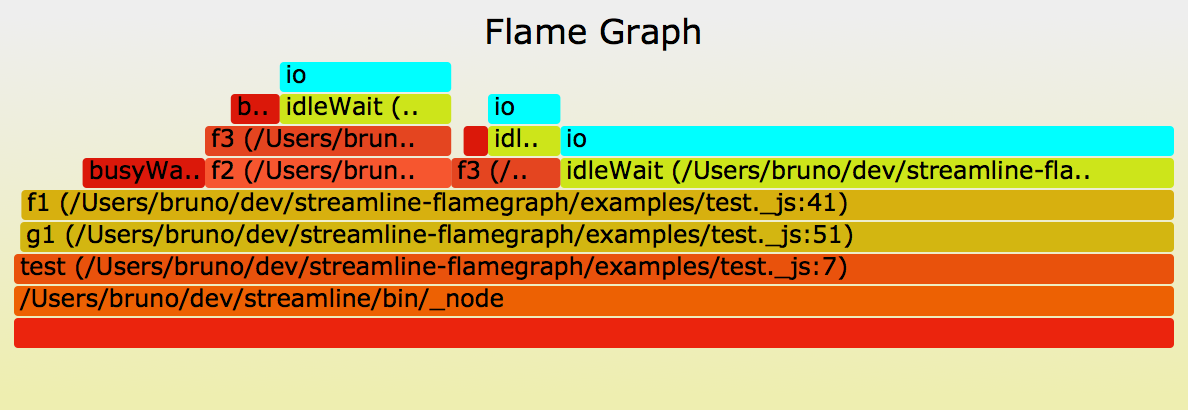 Flame Graph
io
b..
idleWait (..
io
f3 (/Users/brun..
idl..
io
busyWa..
f2 (/Users/brun..
f3 (/..
idleWait (/Users/bruno/dev/streamline-fla..
f1 (/Users/bruno/dev/streamline-flamegraph/examples/test._js:41)
g1 (/Users/bruno/dev/streamline-flamegraph/examples/test._js:51)
test (/Users/bruno/dev/streamline-flamegraph/examples/test._js:7)
/Users/bruno/dev/streamline/bin/_node